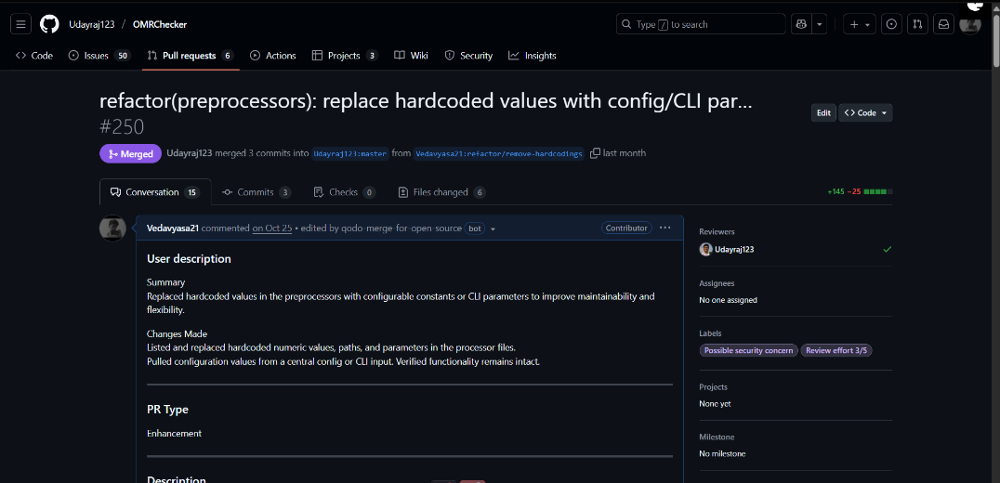 Udayraj123 / OMRChecker
Type / to search
Code Issues 50 Pull requests 6 Actions Projects 3 Wiki Security Insights
refactor(preprocessors): replace hardcoded values with config/CLI par...
#250
Edit
Code
Merged Udayraj123 merged 3 commits into Udayraj123:master from Vedavyasa21:refactor/remove-hardcodings last month
Conversation 15 Commits 3 Checks 0 Files changed 6
+145 −25
Vedavyasa21 commented on Oct 25 • edited by qodo-merge-for-open-source bot
Contributor
User description
Summary
Replaced hardcoded values in the preprocessors with configurable constants or CLI parameters to improve maintainability and
flexibility.
Changes Made
Listed and replaced hardcoded numeric values, paths, and parameters in the processor files.
Pulled configuration values from a central config or CLI input. Verified functionality remains intact.
PR Type
Enhancement
Description
Reviewers
Udayraj123
Assignees
No one assigned
Labels
Possible security concern Review effort 3/5
Projects
None yet
Milestone
No milestone